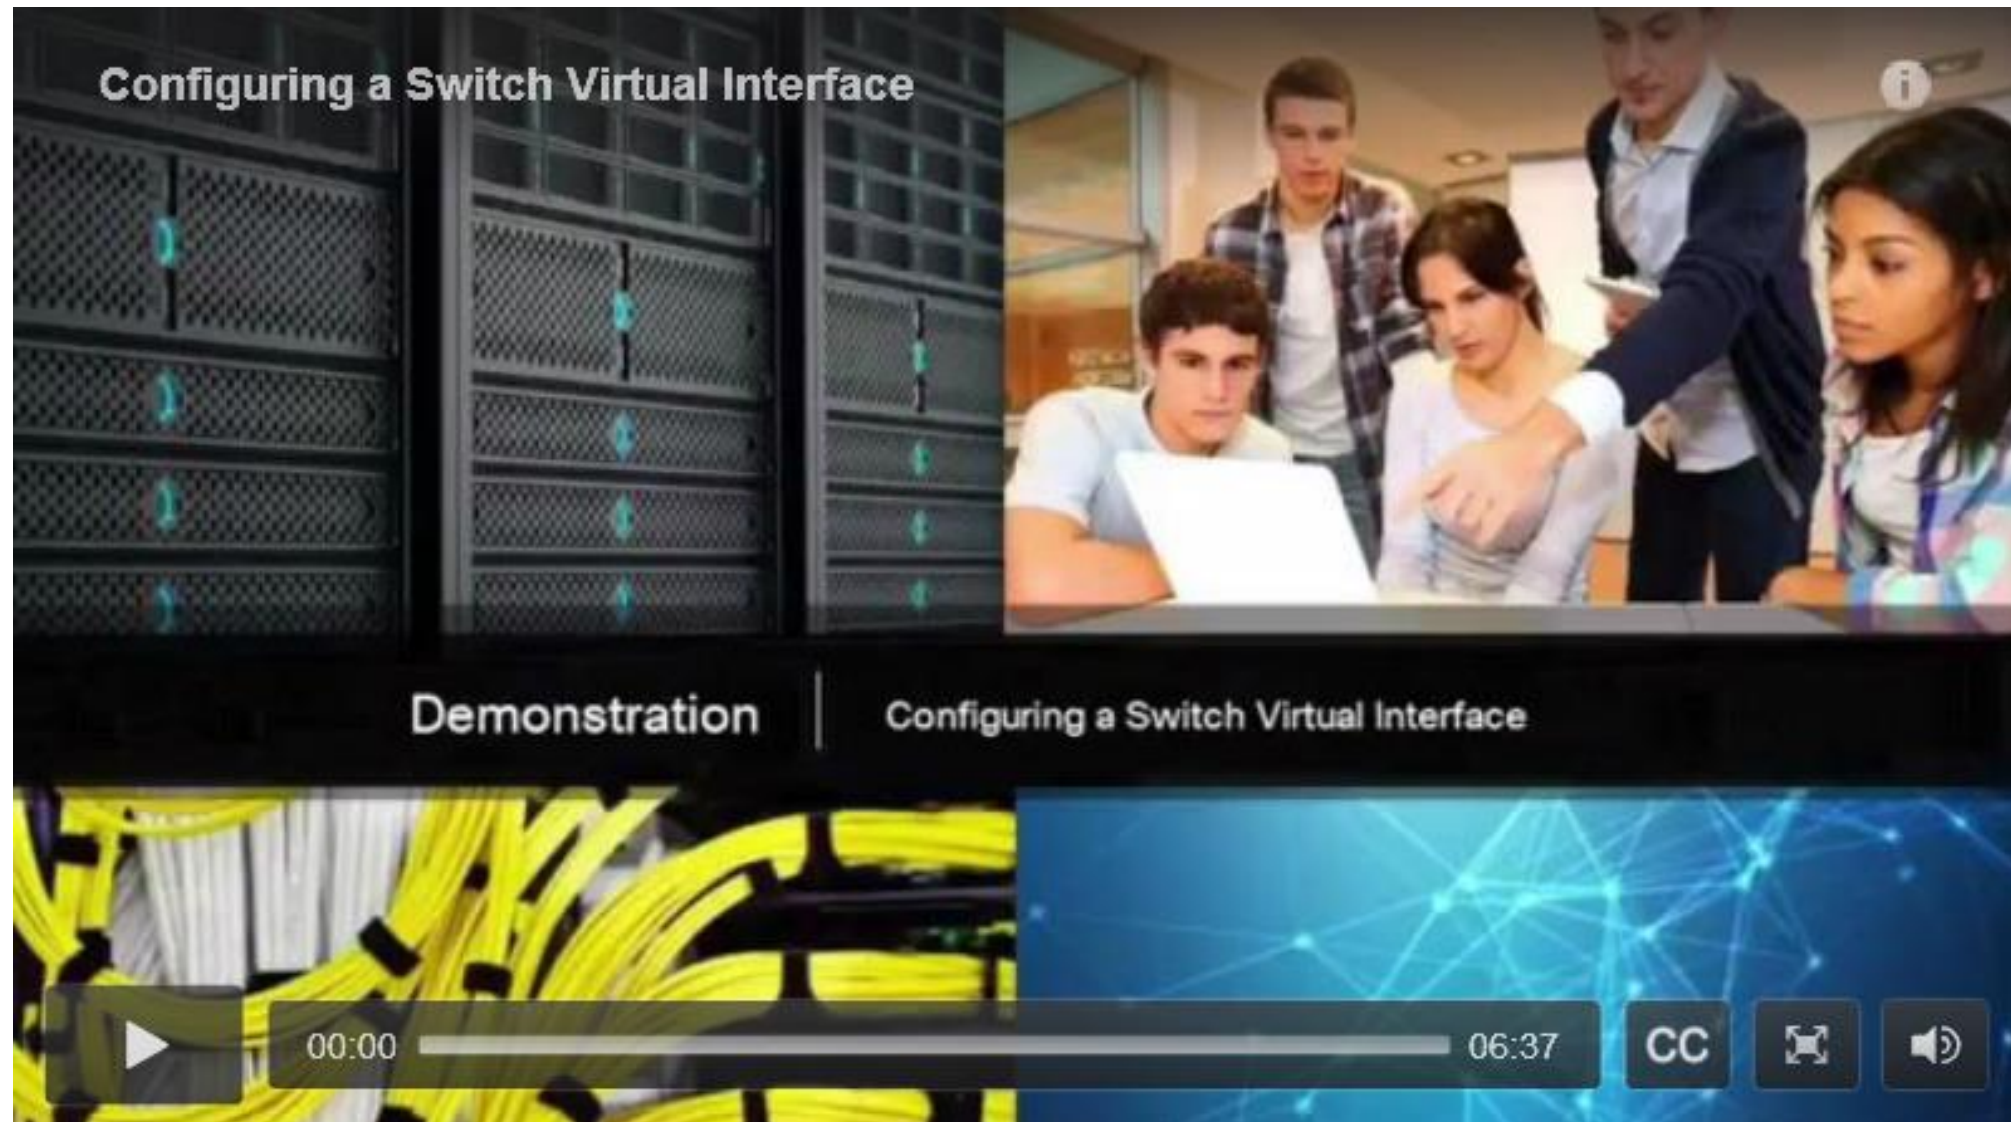 Configuring a Switch Virtual Interface
i
Demonstration | Configuring a Switch Virtual Interface
00:00 06:37 CC